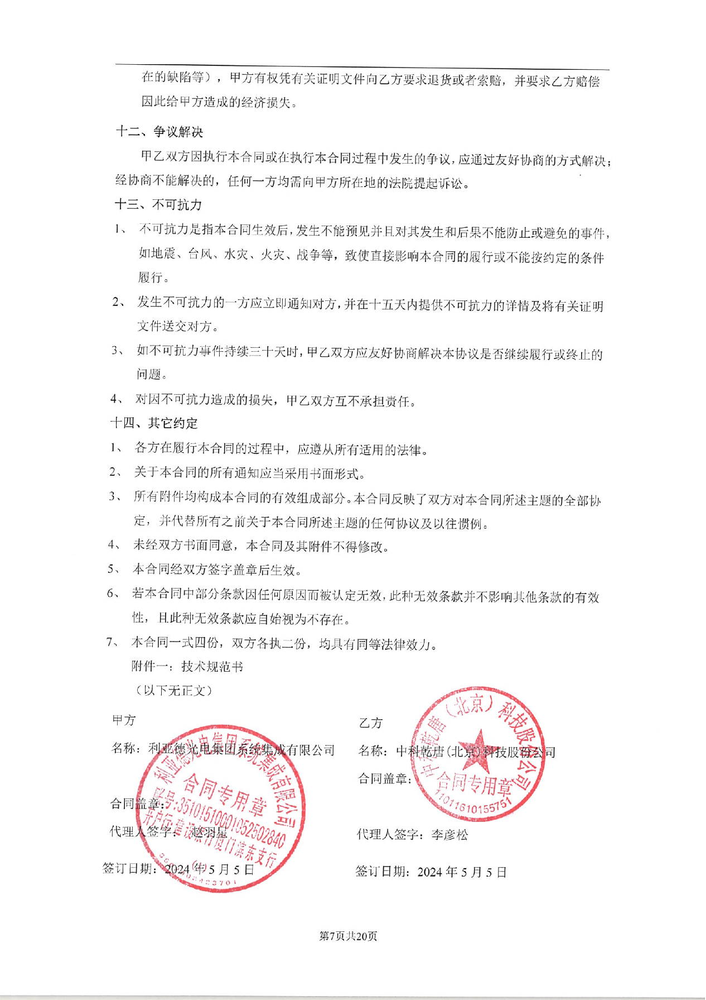 在的缺陷等），甲方有权凭有关证明文件向乙方要求退货或者索赔，并要求乙方赔偿
因此给甲方造成的经济损失。
十二、争议解决
甲乙双方因执行本合同或在执行本合同过程中发生的争议，应通过友好协商的方式解决；
经协商不能解决的，任何一方均需向甲方所在地的法院提起诉讼。
十三、不可抗力
1、 不可抗力是指本合同生效后，发生不能预见并且对其发生和后果不能防止或避免的事件，
如地震、台风、水灾、火灾、战争等，致使直接影响本合同的履行或不能按约定的条件
履行。
2、 发生不可抗力的一方应立即通知对方，并在十五天内提供不可抗力的详情及将有关证明
文件送交对方。
3、 如不可抗力事件持续三十天时，甲乙双方应友好协商解决本协议是否继续履行或终止的
问题。
4、 对因不可抗力造成的损失，甲乙双方互不承担责任。
十四、其它约定
1、 各方在履行本合同的过程中，应遵从所有适用的法律。
2、 关于本合同的所有通知应当采用书面形式。
3、 所有附件均构成本合同的有效组成部分。本合同反映了双方对本合同所述主题的全部协
定，并代替所有之前关于本合同所述主题的任何协议及以往惯例。
4、 未经双方书面同意，本合同及其附件不得修改。
5、 本合同经双方签字盖章后生效。
6、 若本合同中部分条款因任何原因而被认定无效，此种无效条款并不影响其他条款的有效
性，且此种无效条款应自始视为不存在。
7、 本合同一式四份，双方各执二份，均具有同等法律效力。
附件一：技术规范书
（以下无正文）
甲方
名称：利亚德光电集团系统集成有限公司
合同盖章：
代理人签字： 赵羽星
签订日期：2024 年 5 月 5 日
利亚德光电集团系统集成有限公司
合同专用章
账号:35101510001052502840
开户行:建设银行厦门滨东支行
(1)
乙方
名称：中科乾唐(北京)科技股份公司
合同盖章：
代理人签字：李彦松
签订日期：2024 年 5 月 5 日
中科乾唐（北京）科技股份公司
合同专用章
11011610155751
第7页共20页